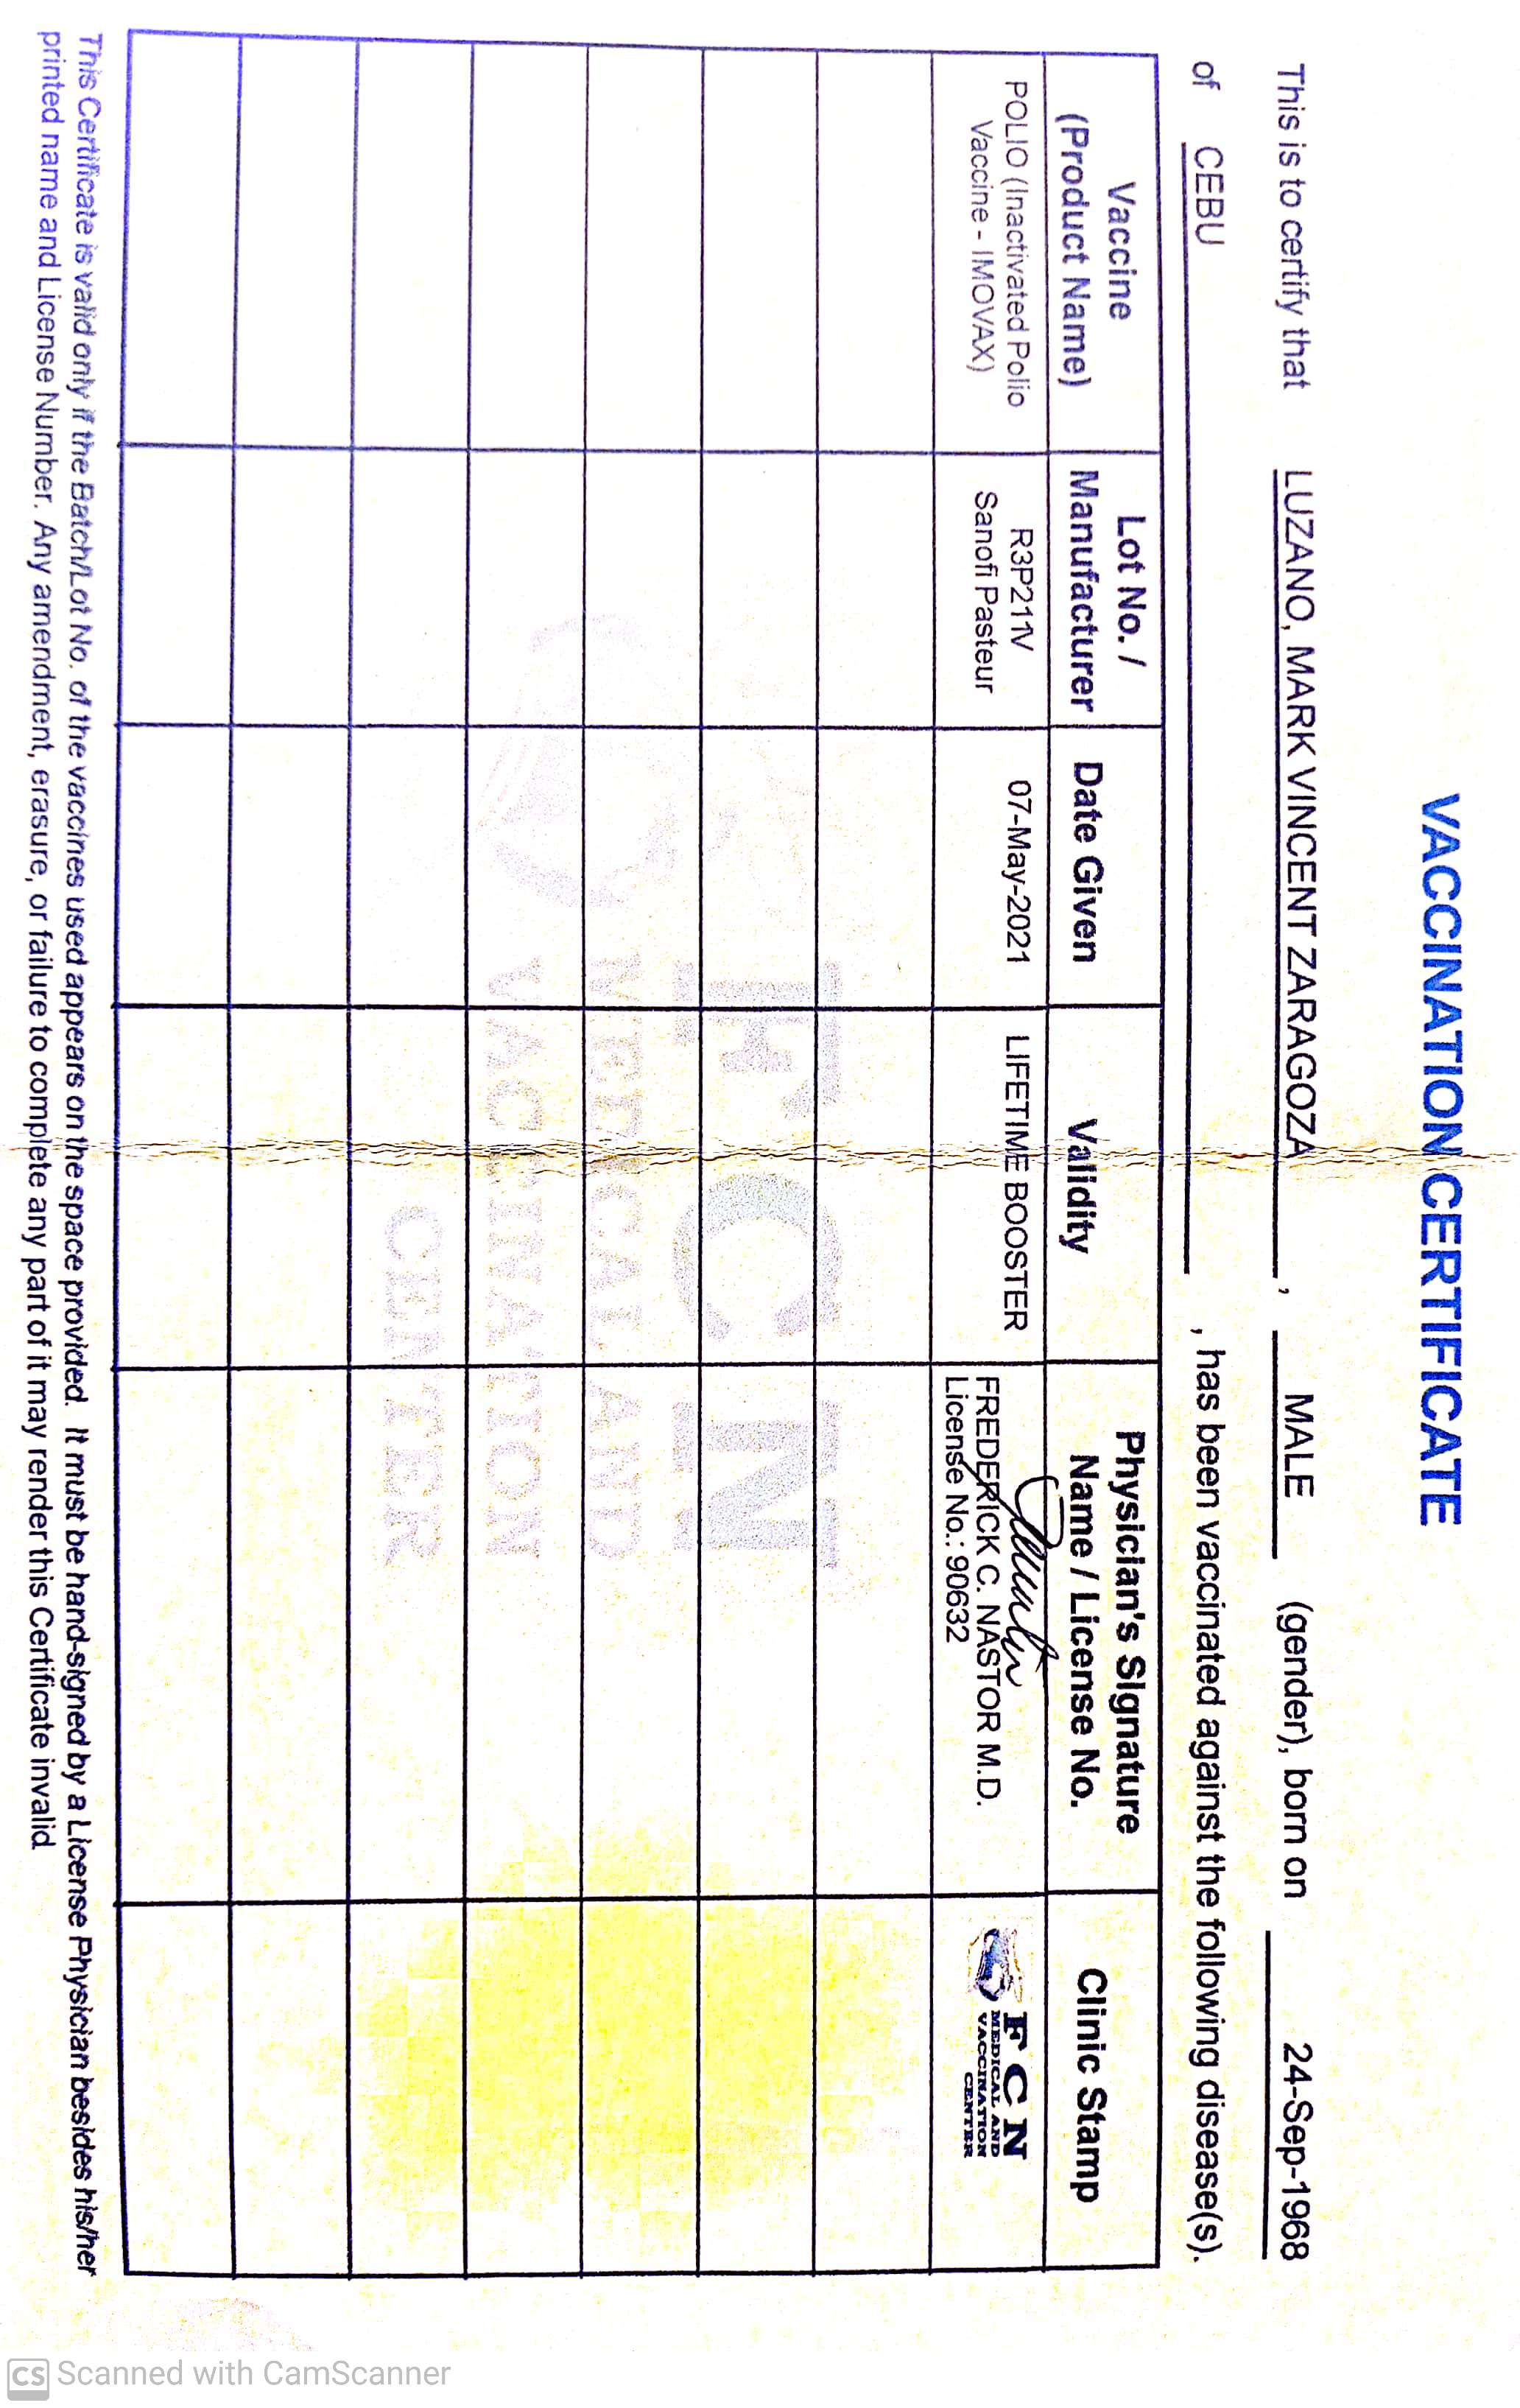 VACCINATION CERTIFICATE
This is to certify that LUZANO, MARK VINCENT ZARAGOZA, MALE (gender), born on 24-Sep-1968
of CEBU, has been vaccinated against the following disease(s).
Vaccine
(Product Name)
Lot No. /
Manufacturer
Date Given
Validity
Physician's Signature
Name / License No.
Clinic Stamp
POLIO (Inactivated Polio
Vaccine - IMOVAX)
R3P211V
Sanofi Pasteur
07-May-2021
LIFETIME BOOSTER
FREDERICK C. NASTOR M.D.
License No.: 90632
F C N
MEDICAL AND
VACCINATION
CENTER
F C N
MEDICAL AND
VACCINATION
CENTER
This Certificate is valid only if the Batch/Lot No. of the vaccines used appears on the space provided. It must be hand-signed by a License Physician besides his/her
printed name and License Number. Any amendment, erasure, or failure to complete any part of it may render this Certificate invalid.
CS Scanned with CamScanner